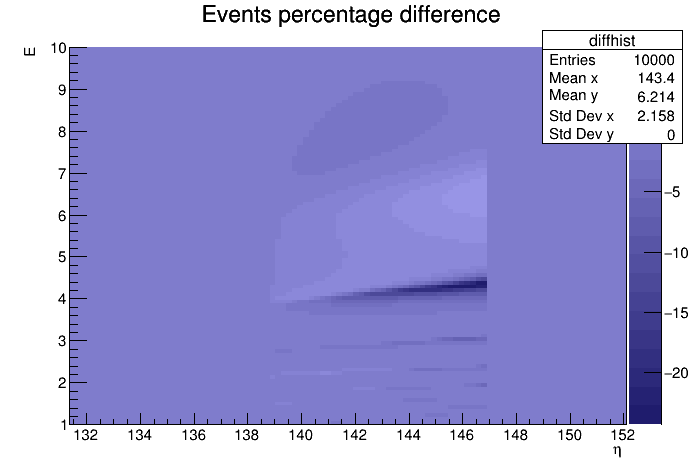 Events percentage difference
E
diffhist
Entries 10000
Mean x 143.4
Mean y 6.214
Std Dev x 2.158
Std Dev y 0
10
9
8
7
6
5
4
3
2
1
−5
−10
−15
−20
132 134 136 138 140 142 144 146 148 150 152
η